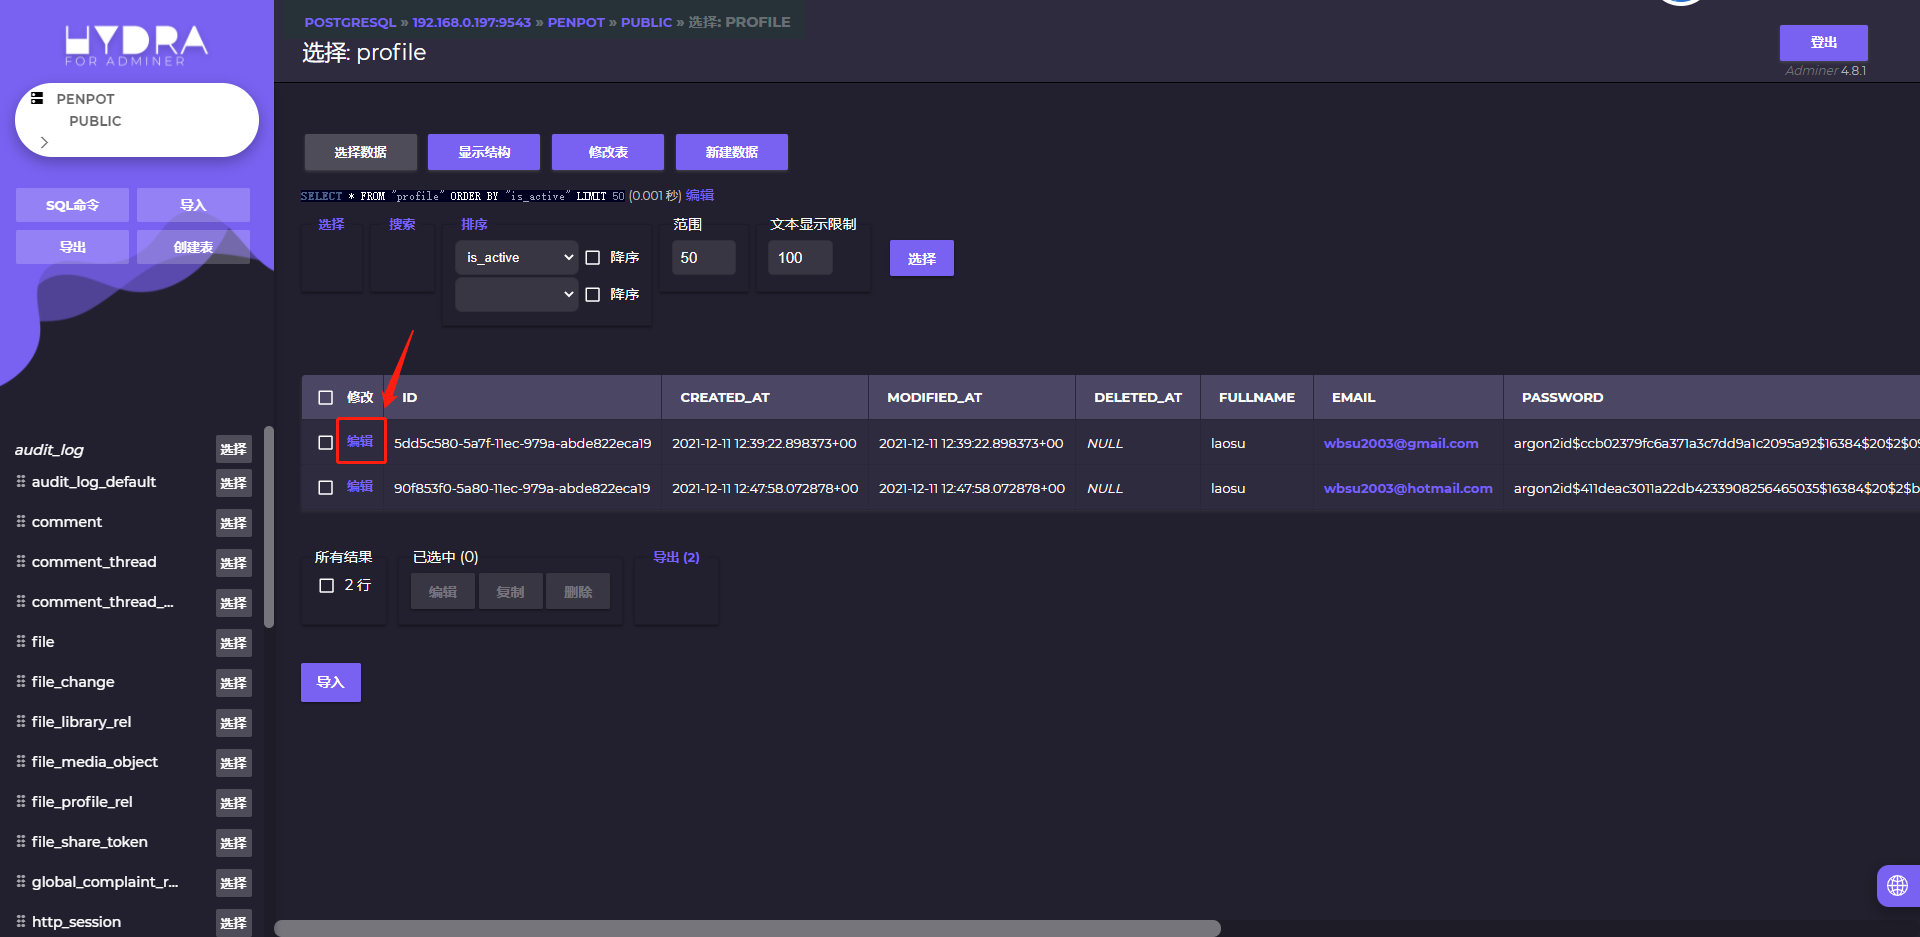 HYDRA
FOR ADMINER
PENPOT
PUBLIC
SQL命令
导入
导出
创建表
audit_log 选择
audit_log_default 选择
comment 选择
comment_thread 选择
comment_thread_... 选择
file 选择
file_change 选择
file_library_rel 选择
file_media_object 选择
file_profile_rel 选择
file_share_token 选择
global_complaint_r... 选择
http_session 选择
POSTGRESQL » 192.168.0.197:9543 » PENPOT » PUBLIC » 选择: PROFILE
选择: profile
登出
Adminer 4.8.1
选择数据
显示结构
修改表
新建数据
SELECT * FROM "profile" ORDER BY "is_active" LIMIT 50 (0.001 秒) 编辑
选择
搜索
排序
范围
文本显示限制
is_active
降序
50
100
选择
降序
修改 ID CREATED_AT MODIFIED_AT DELETED_AT FULLNAME EMAIL PASSWORD
编辑 5dd5c580-5a7f-11ec-979a-abde822eca19 2021-12-11 12:39:22.898373+00 2021-12-11 12:39:22.898373+00 NULL laosu wbsu2003@gmail.com argon2id$ccb02379fc6a371a3c7dd9a1c2095a92$16384$20$2$09
编辑 90f853f0-5a80-11ec-979a-abde822eca19 2021-12-11 12:47:58.072878+00 2021-12-11 12:47:58.072878+00 NULL laosu wbsu2003@hotmail.com argon2id$411deac3011a22db4233908256465035$16384$20$2$b
所有结果
2 行
已选中 (0)
编辑
复制
删除
导出 (2)
导入